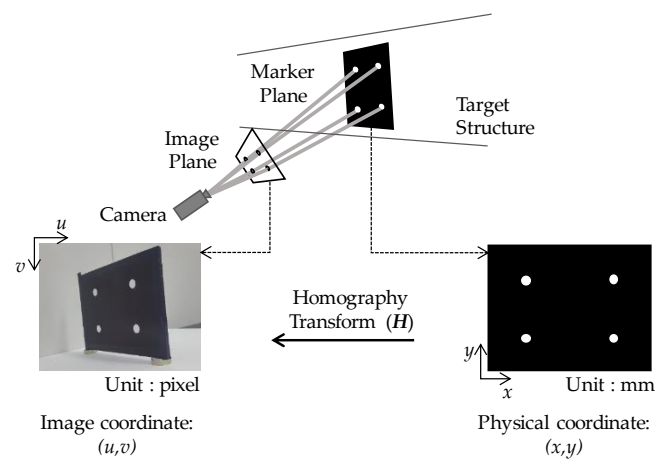 Marker
Plane
Target
Structure
Image
Plane
Camera
u
v
Homography
Transform (H)
y
x
Unit : pixel
Unit : mm
Image coordinate:
(u,v)
Physical coordinate:
(x,y)